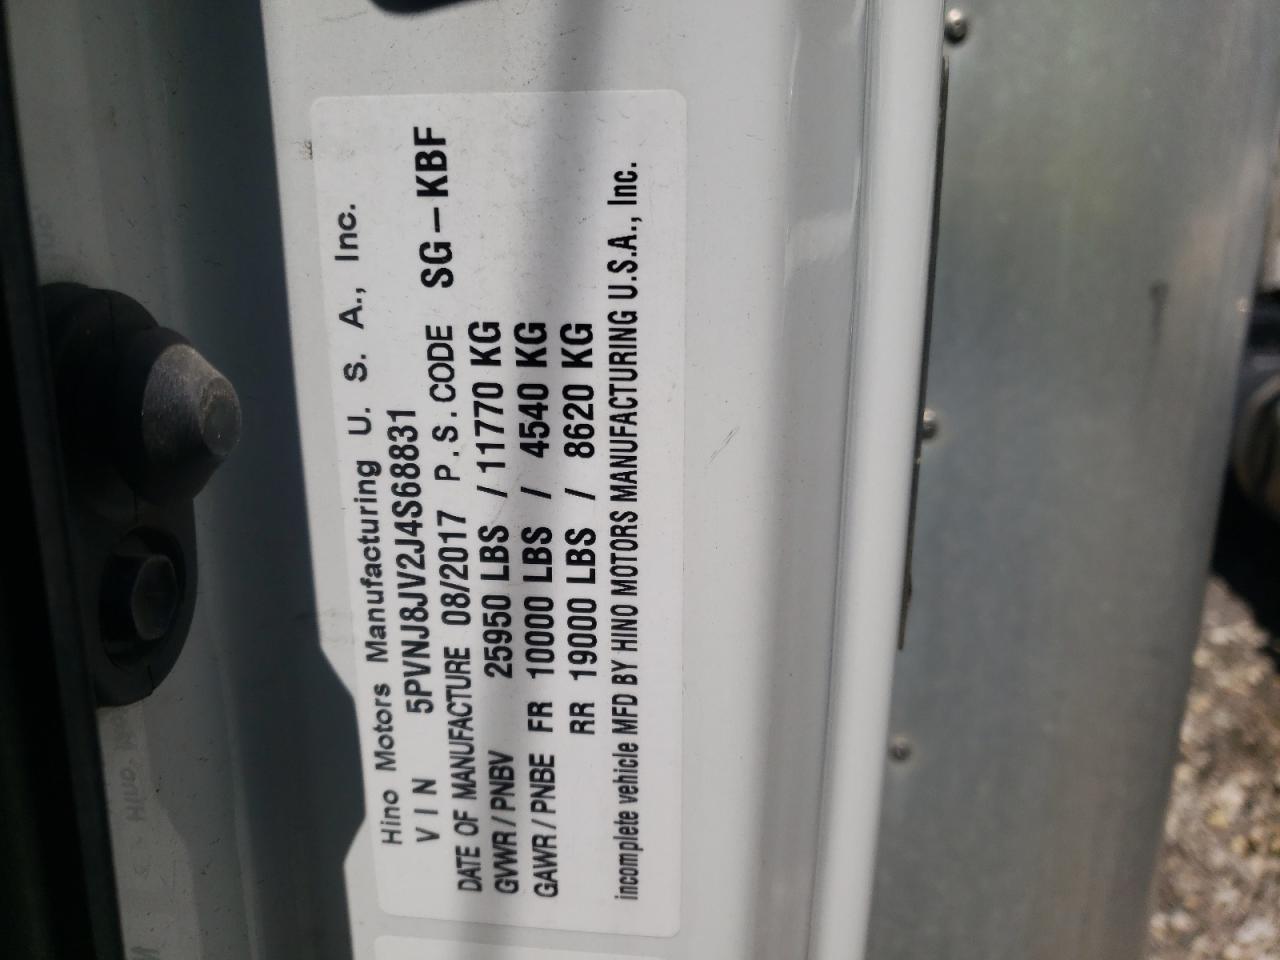 Hino Motors Manufacturing U. S. A., Inc.
VIN 5PVNJ8JV2J4S68831
DATE OF MANUFACTURE 08/2017 P.S.CODE SG-KBF
GVWR/PNBV 25950 LBS / 11770 KG
GAWR/PNBE FR 10000 LBS / 4540 KG
RR 19000 LBS / 8620 KG
incomplete vehicle MFD BY HINO MOTORS MANUFACTURING U.S.A., Inc.